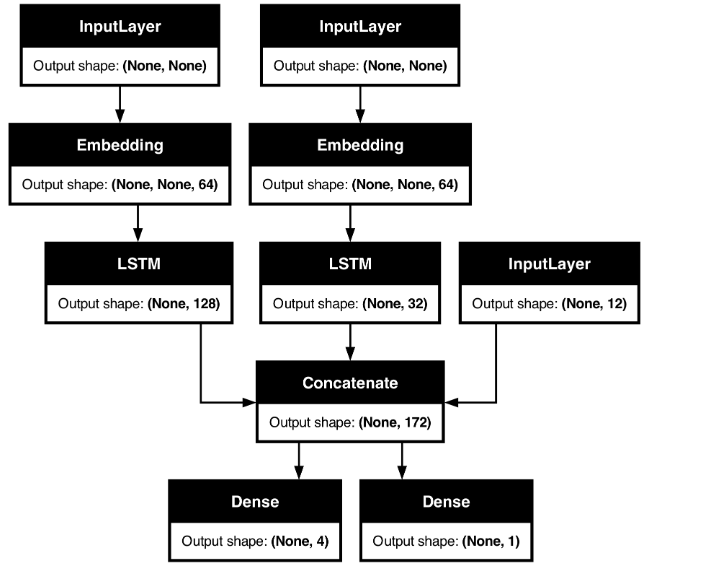 InputLayer
Output shape: (None, None)
InputLayer
Output shape: (None, None)
Embedding
Output shape: (None, None, 64)
Embedding
Output shape: (None, None, 64)
LSTM
Output shape: (None, 128)
LSTM
Output shape: (None, 32)
InputLayer
Output shape: (None, 12)
Concatenate
Output shape: (None, 172)
Dense
Output shape: (None, 4)
Dense
Output shape: (None, 1)